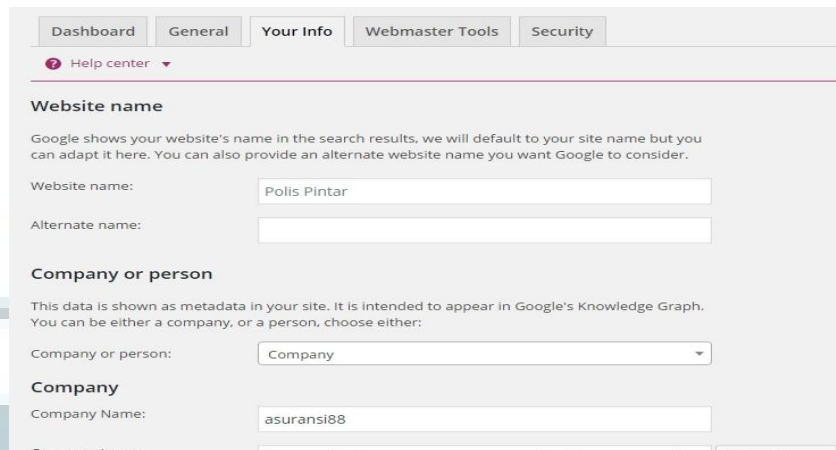 Dashboard General Your Info Webmaster Tools Security
Help center
Website name
Google shows your website's name in the search results, we will default to your site name but you
can adapt it here. You can also provide an alternate website name you want Google to consider.
Website name: Polis Pintar
Alternate name:
Company or person
This data is shown as metadata in your site. It is intended to appear in Google's Knowledge Graph.
You can be either a company, or a person, choose either:
Company or person: Company
Company
Company Name: asuransi88